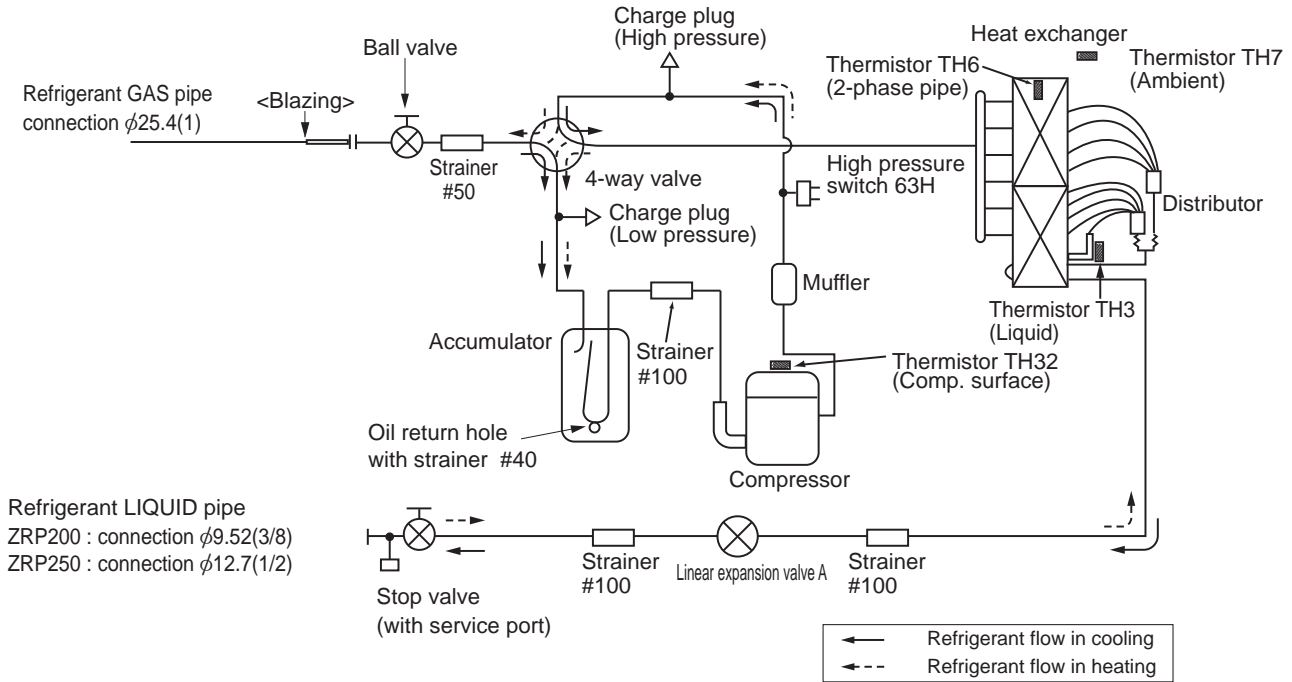 Charge plug
(High pressure)
Ball valve
Heat exchanger
Thermistor TH7
(Ambient)
Thermistor TH6
(2-phase pipe)
Refrigerant GAS pipe
connection ϕ25.4(1)
<Blazing>
Strainer
#50
4-way valve
High pressure
switch 63H
Distributor
Charge plug
(Low pressure)
Muffler
Thermistor TH3
(Liquid)
Accumulator
Strainer
#100
Thermistor TH32
(Comp. surface)
Oil return hole
with strainer #40
Compressor
Refrigerant LIQUID pipe
ZRP200 : connection ϕ9.52(3/8)
ZRP250 : connection ϕ12.7(1/2)
Strainer
#100
Linear expansion valve A
Strainer
#100
Stop valve
(with service port)
Refrigerant flow in cooling
Refrigerant flow in heating